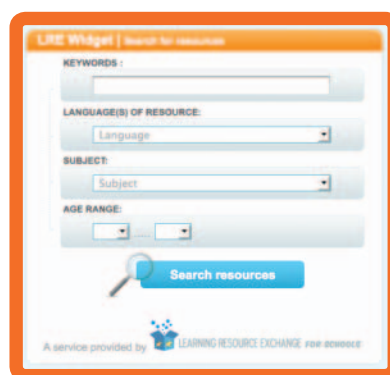 LRE Widget | Search for resources
KEYWORDS :
LANGUAGE(S) OF RESOURCE:
Language
SUBJECT:
Subject
AGE RANGE:
.....
Search resources
A service provided by LEARNING RESOURCE EXCHANGE FOR SCHOOLS